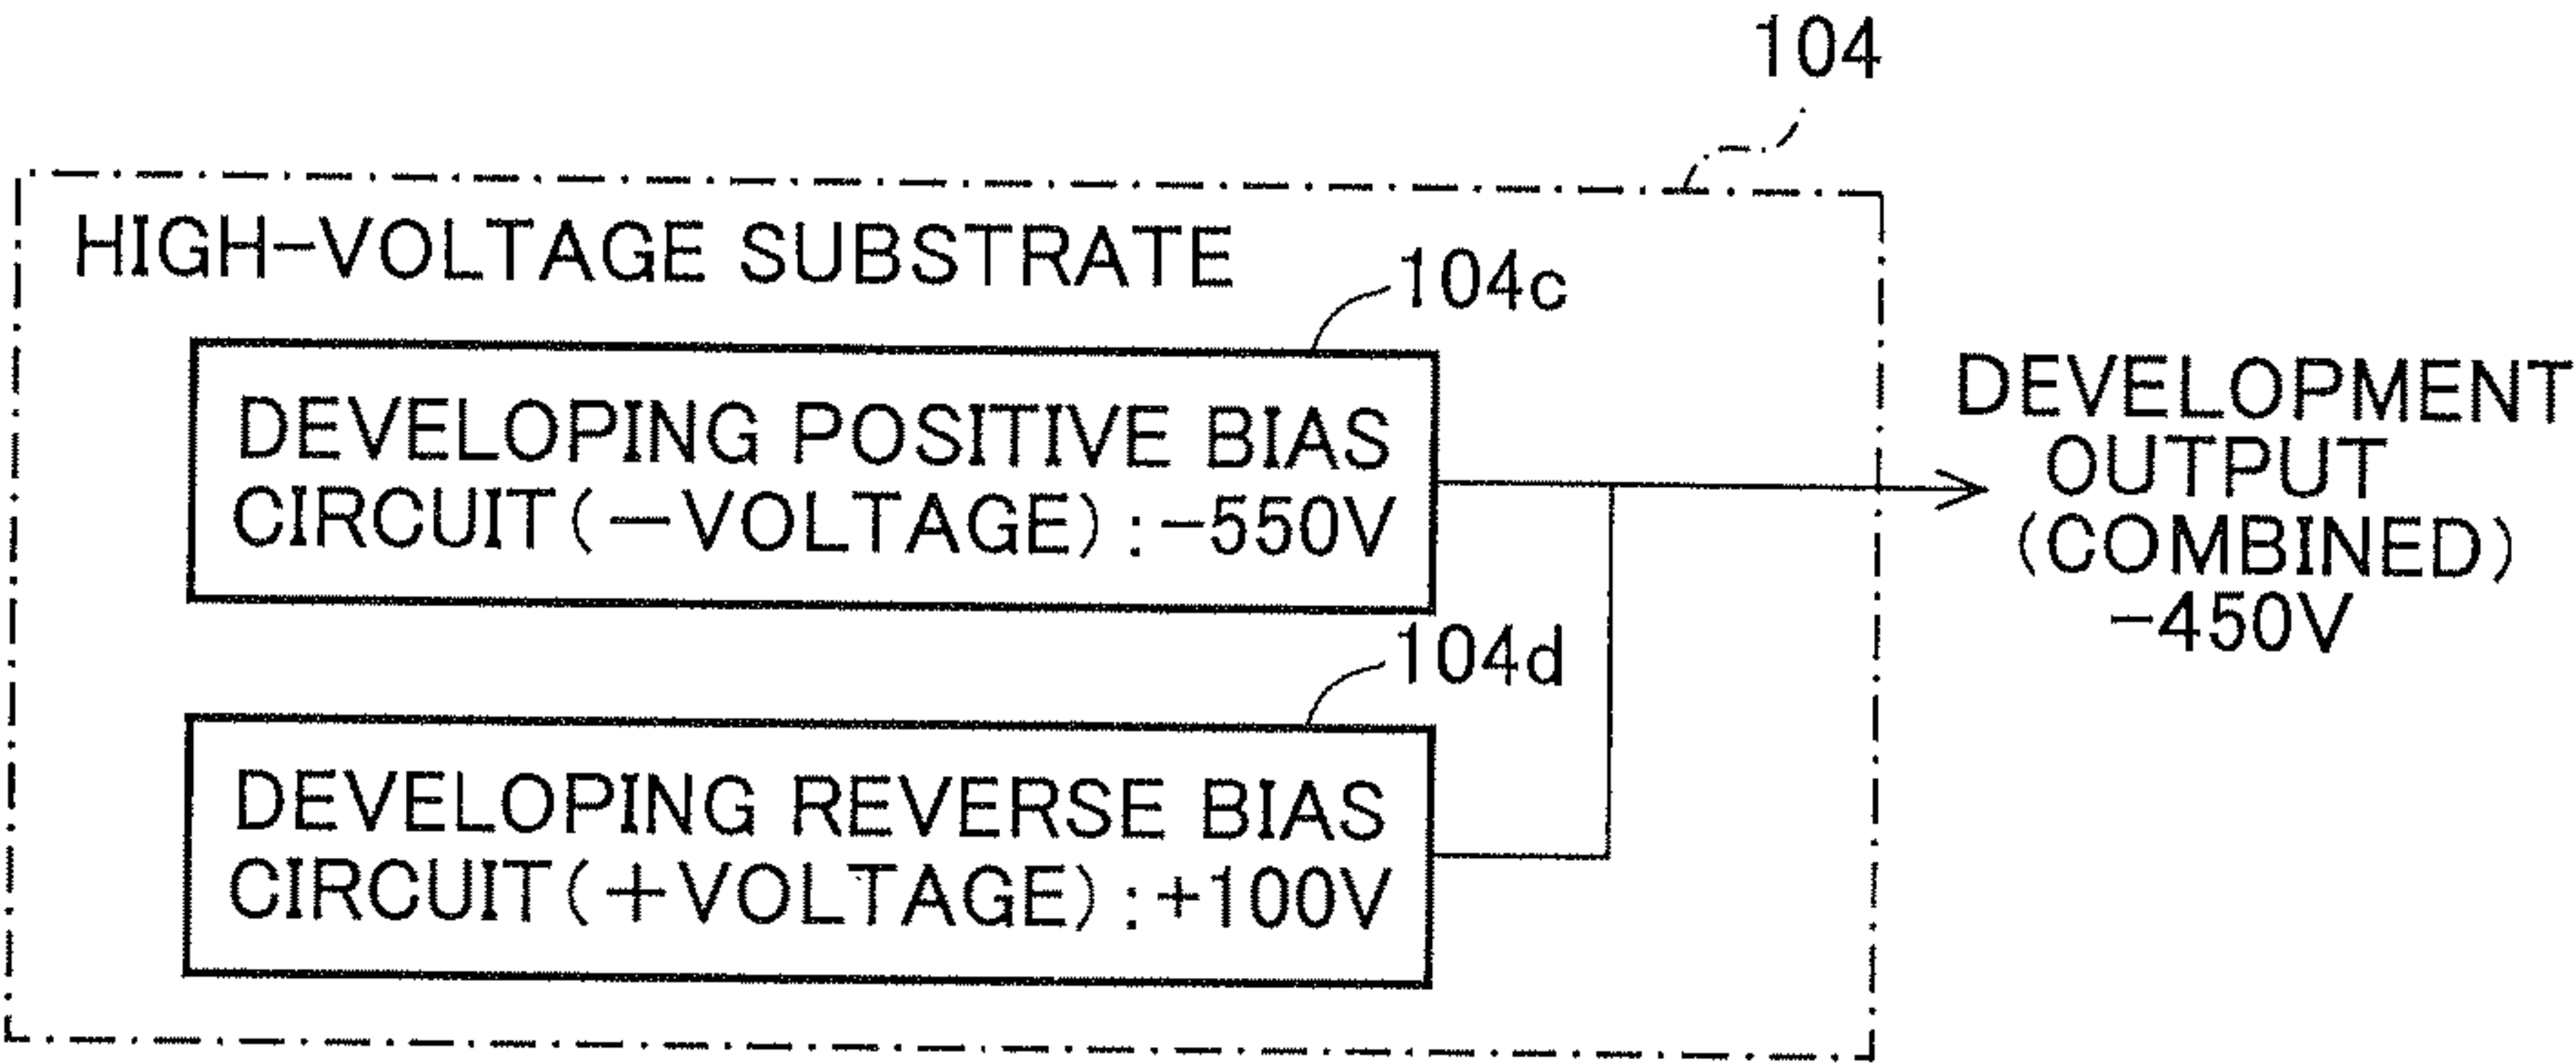 104
HIGH-VOLTAGE SUBSTRATE
104c
DEVELOPING POSITIVE BIAS
CIRCUIT(-VOLTAGE):-550V
DEVELOPMENT
OUTPUT
(COMBINED)
-450V
104d
DEVELOPING REVERSE BIAS
CIRCUIT(+VOLTAGE):+100V